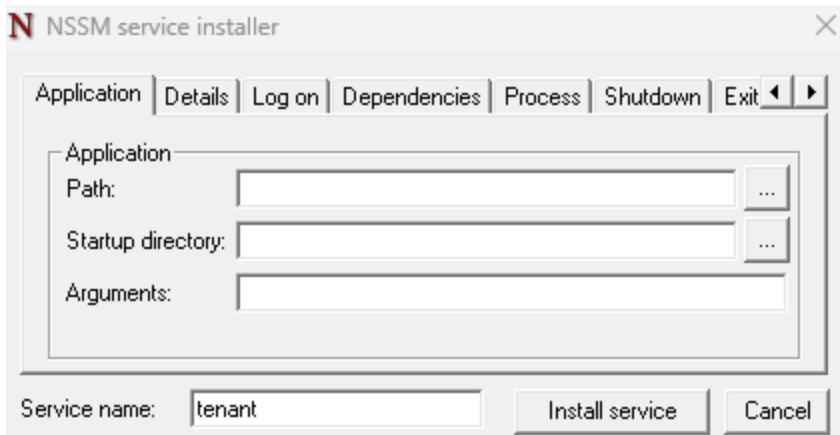 N NSSM service installer
Application Details Log on Dependencies Process Shutdown Exit
Application
Path:
...
Startup directory:
...
Arguments:
Service name: tenant Install service Cancel